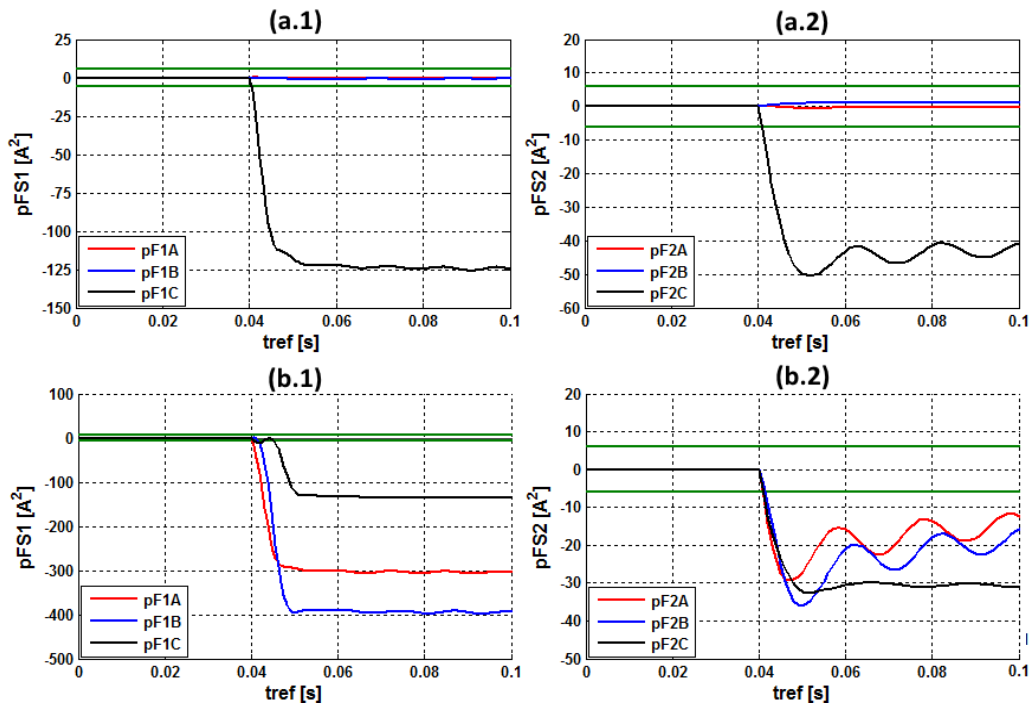 (a.1)
25
0
-25
-50
-75
-100
-125
-150
pFS1 [A²]
pF1A
pF1B
pF1C
0
0.02
0.04
0.06
0.08
0.1
tref [s]
(a.2)
20
10
0
-10
-20
-30
-40
-50
-60
pFS2 [A²]
pF2A
pF2B
pF2C
0
0.02
0.04
0.06
0.08
0.1
tref [s]
(b.1)
100
0
-100
-200
-300
-400
-500
pFS1 [A²]
pF1A
pF1B
pF1C
0
0.02
0.04
0.06
0.08
0.1
tref [s]
(b.2)
20
10
0
-10
-20
-30
-40
50
pFS2 [A²]
pF2A
pF2B
pF2C
0
0.02
0.04
0.06
0.08
0.1
tref [s]